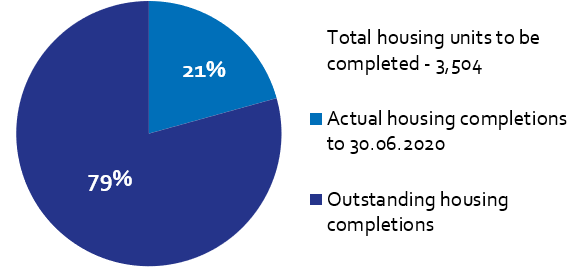 21%
79%
Total housing units to be
completed - 3,504
Actual housing completions
to 30.06.2020
Outstanding housing
completions